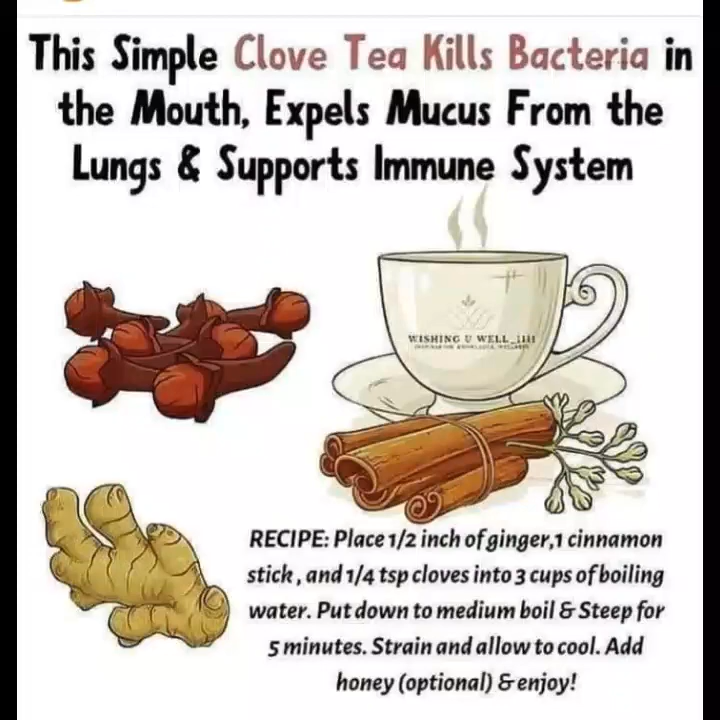 This Simple Clove Tea Kills Bacteria in
the Mouth, Expels Mucus From the
Lungs & Supports Immune System
WISHING U WELL_1111
RECIPE: Place 1/2 inch of ginger,1 cinnamon
stick, and 1/4 tsp cloves into 3 cups of boiling
water. Put down to medium boil & Steep for
5 minutes. Strain and allow to cool. Add
honey (optional) & enjoy!